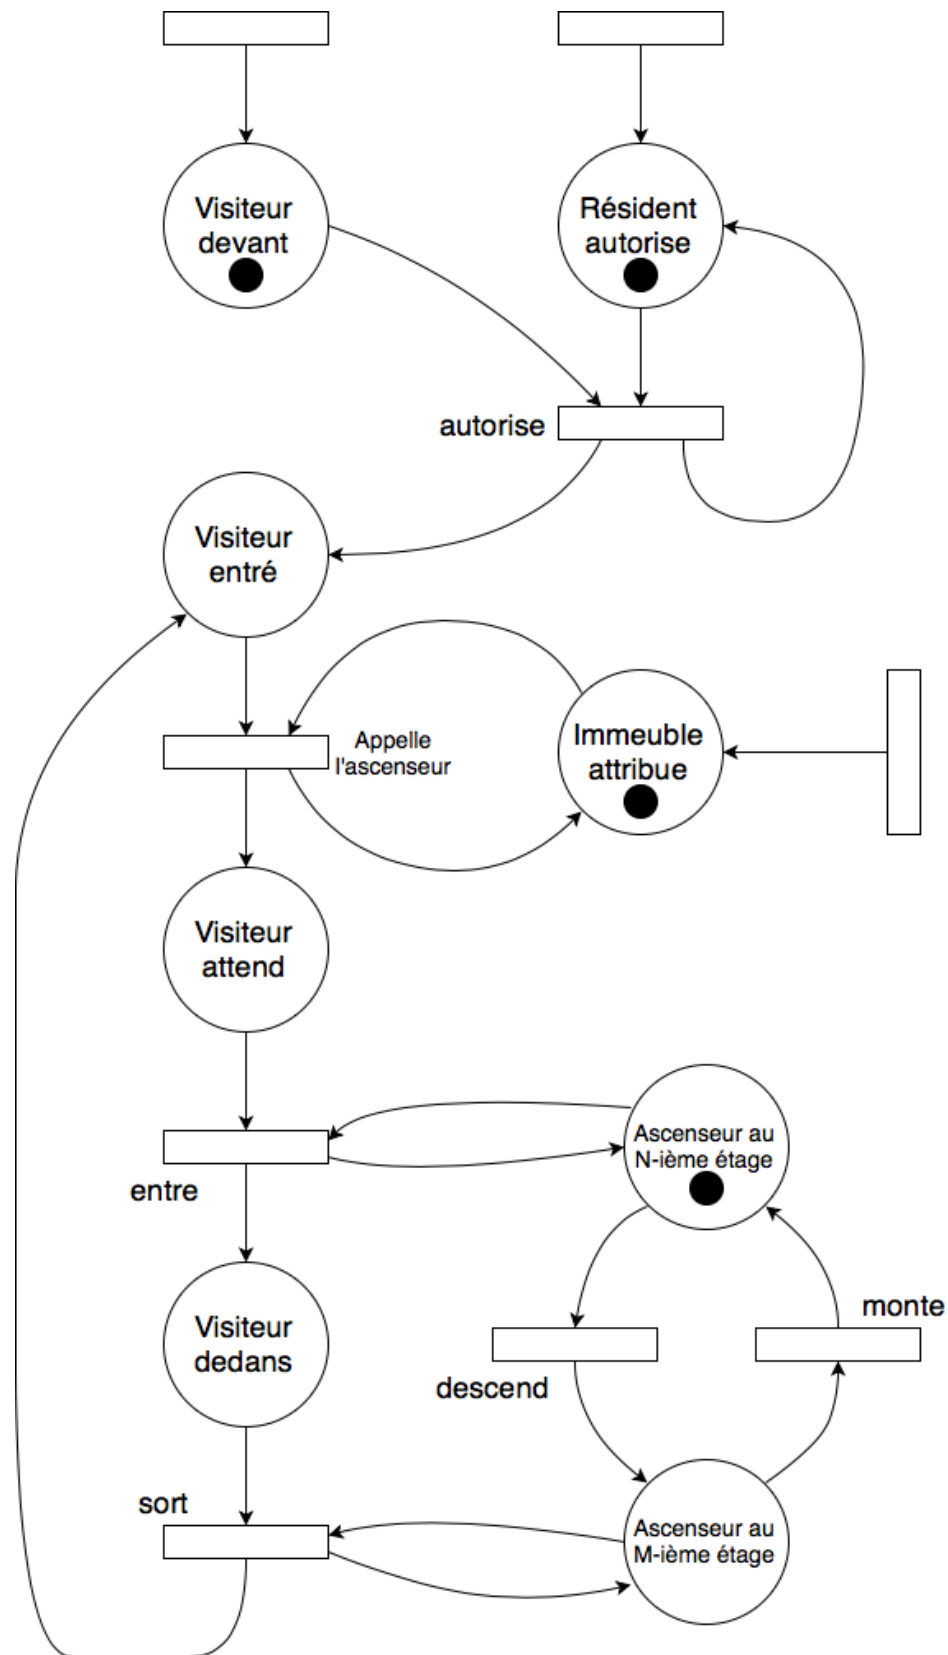 Visiteur
devant
Résident
autorise
autorise
Visiteur
entré
Appelle
l'ascenseur
Immeuble
attribue
Visiteur
attend
Ascenseur au
N-ième étage
entre
monte
Visiteur
dedans
descend
sort
Ascenseur au
M-ième étage